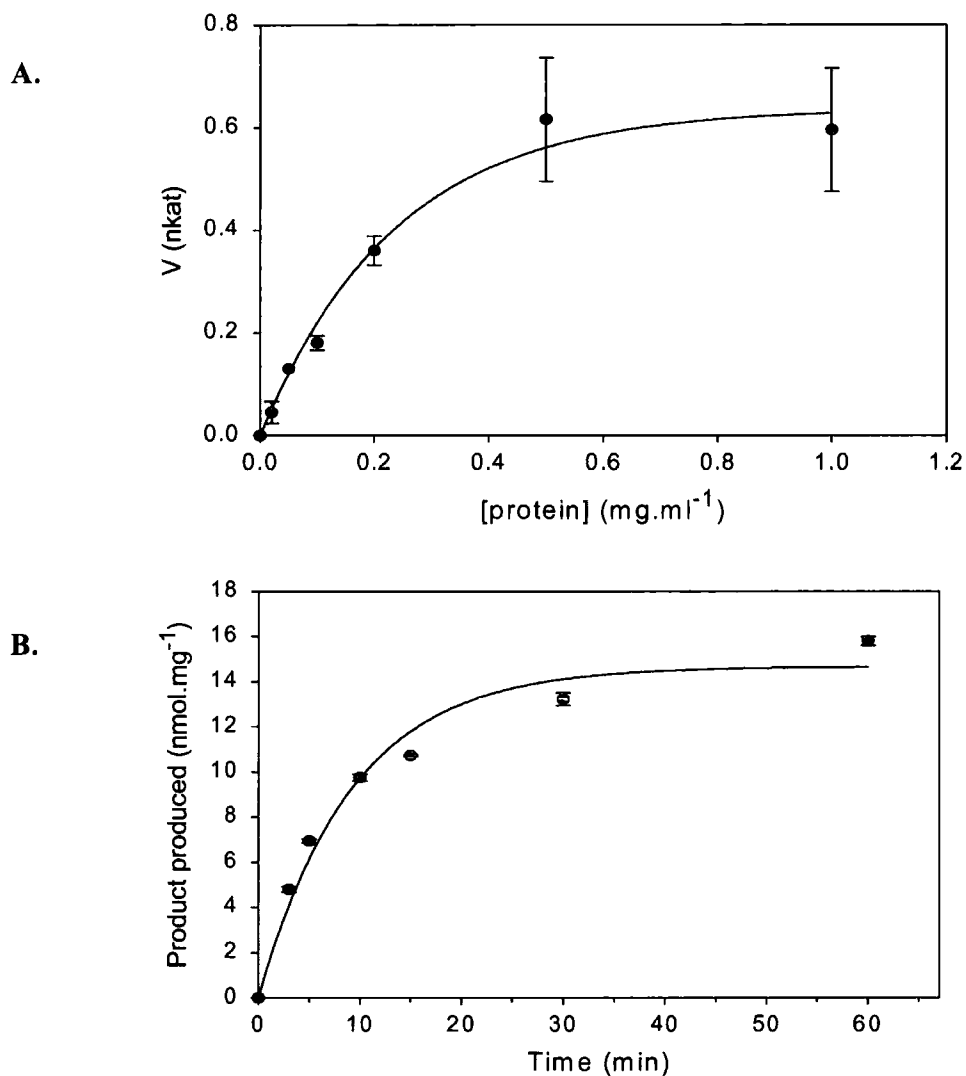 A.
0.8
0.6
0.4
0.2
0.0
V (nkat)
0.0 0.2 0.4 0.6 0.8 1.0 1.2
[protein] (mg.ml⁻¹)
B.
18
16
14
12
10
8
6
4
2
0
Product produced (nmol.mg⁻¹)
0 10 20 30 40 50 60
Time (min)